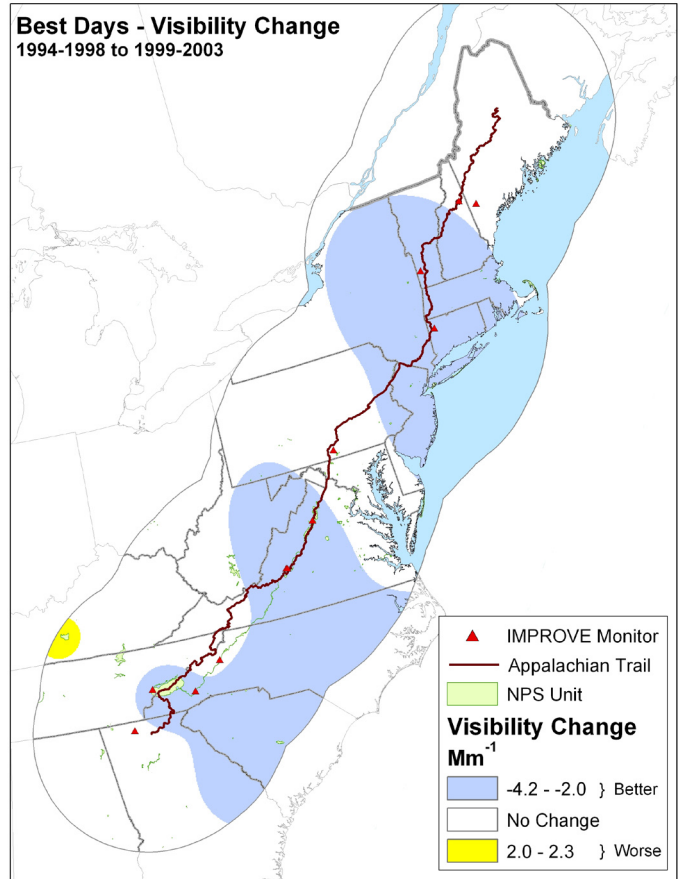 Best Days - Visibility Change
1994-1998 to 1999-2003
IMPROVE Monitor
Appalachian Trail
NPS Unit
Visibility Change
Mm-1
-4.2 - -2.0 } Better
No Change
2.0 - 2.3 } Worse